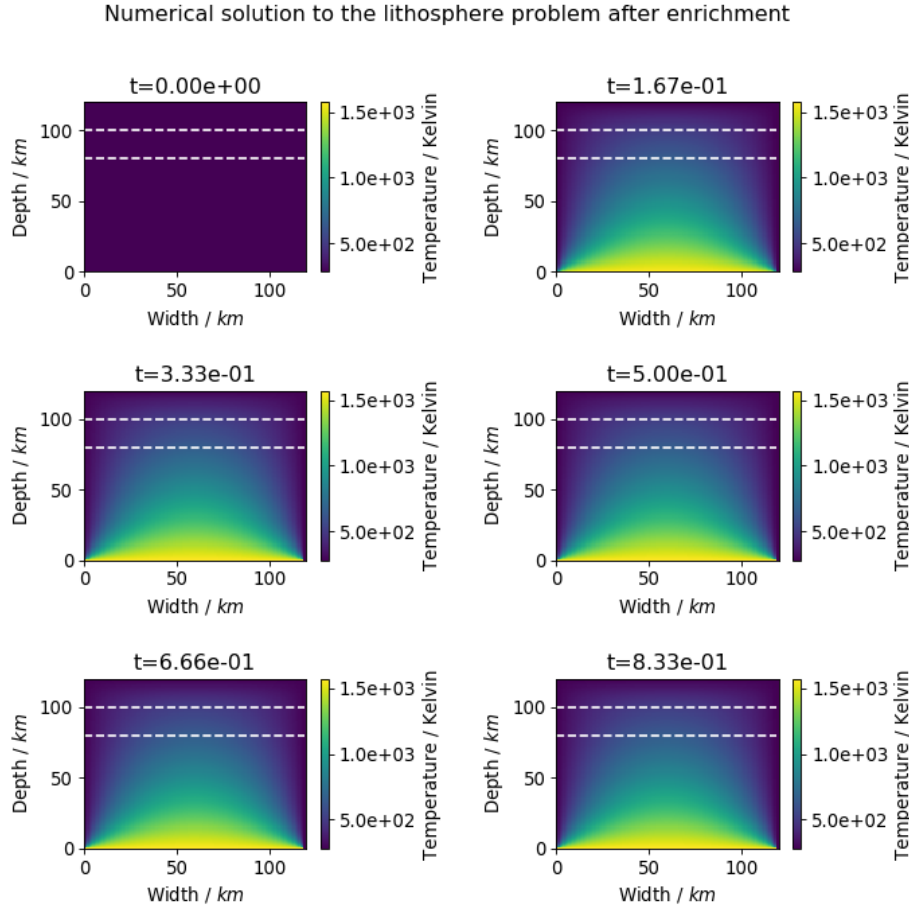 Numerical solution to the lithosphere problem after enrichment
t=0.00e+00
Depth / km
100
50
0
0
50
100
Width / km
1.5e+03
1.0e+03
5.0e+02
Temperature / Kelvin
t=1.67e-01
Depth / km
100
50
0
0
50
100
Width / km
1.5e+03
1.0e+03
5.0e+02
Temperature / Kelvin
t=3.33e-01
Depth / km
100
50
0
0
50
100
Width / km
1.5e+03
1.0e+03
5.0e+02
Temperature / Kelvin
t=5.00e-01
Depth / km
100
50
0
0
50
100
Width / km
1.5e+03
1.0e+03
5.0e+02
Temperature / Kelvin
t=6.66e-01
Depth / km
100
50
0
0
50
100
Width / km
1.5e+03
1.0e+03
5.0e+02
Temperature / Kelvin
t=8.33e-01
Depth / km
100
50
0
0
50
100
Width / km
1.5e+03
1.0e+03
5.0e+02
Temperature / Kelvin